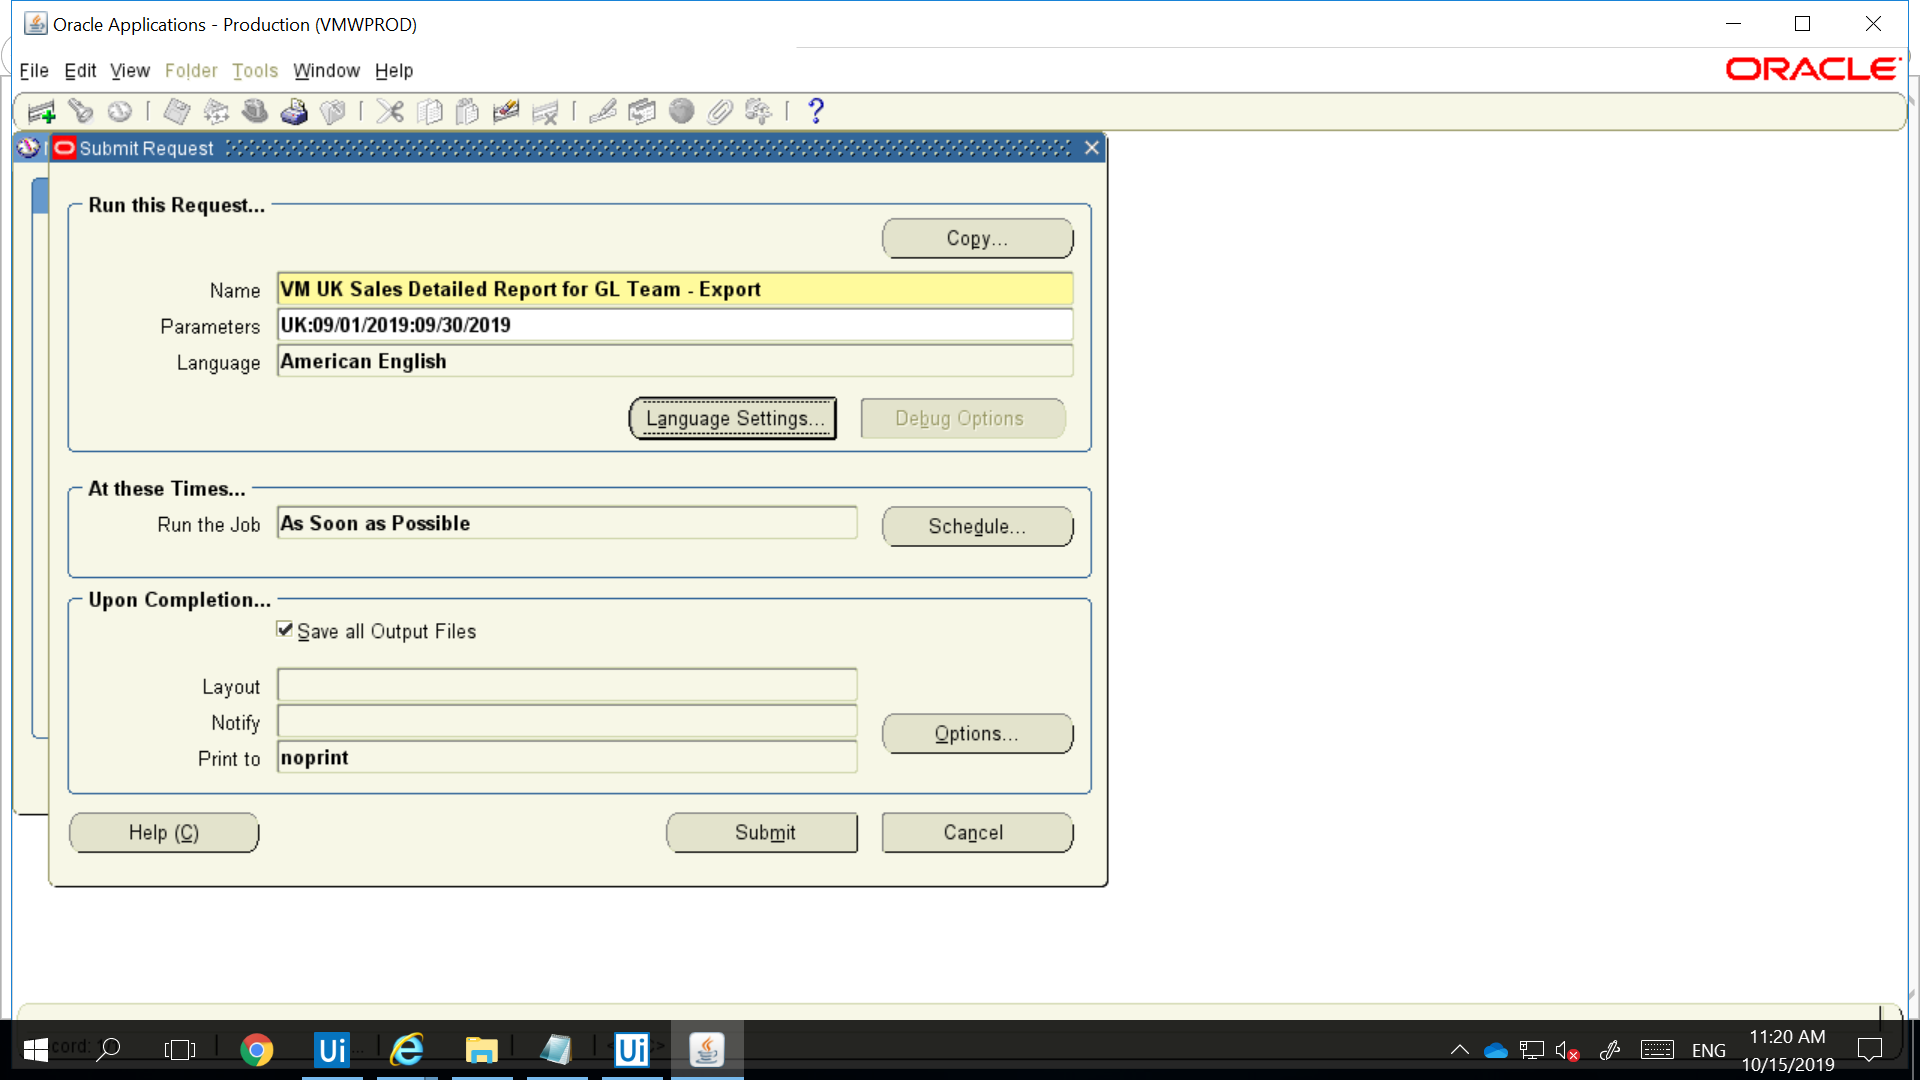 Oracle Applications - Production (VMWPROD)
File Edit View Folder Tools Window Help
ORACLE
Submit Request
Run this Request...
Copy...
Name VM UK Sales Detailed Report for GL Team - Export
Parameters UK:09/01/2019:09/30/2019
Language American English
Language Settings... Debug Options
At these Times...
Run the Job As Soon as Possible Schedule...
Upon Completion...
Save all Output Files
Layout
Notify
Options...
Print to noprint
Help (C) Submit Cancel
Ui Ui
ENG
11:20 AM
10/15/2019